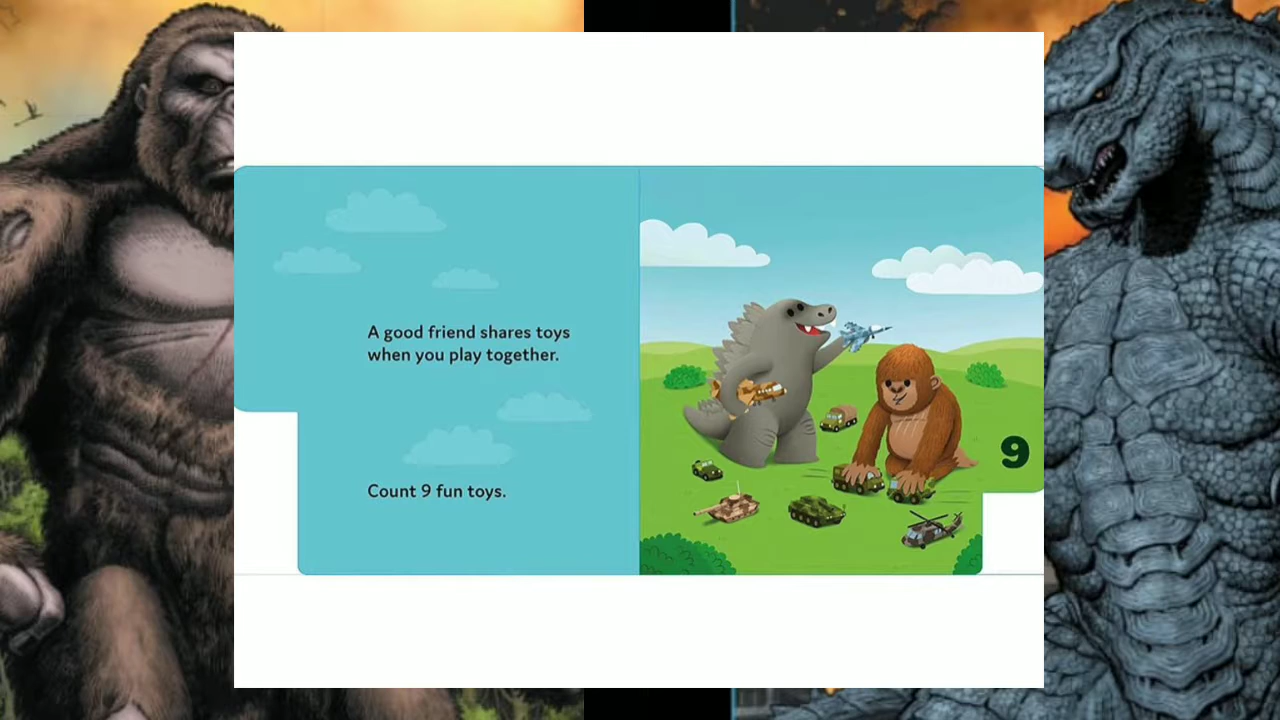 A good friend shares toys
when you play together.
Count 9 fun toys.
9